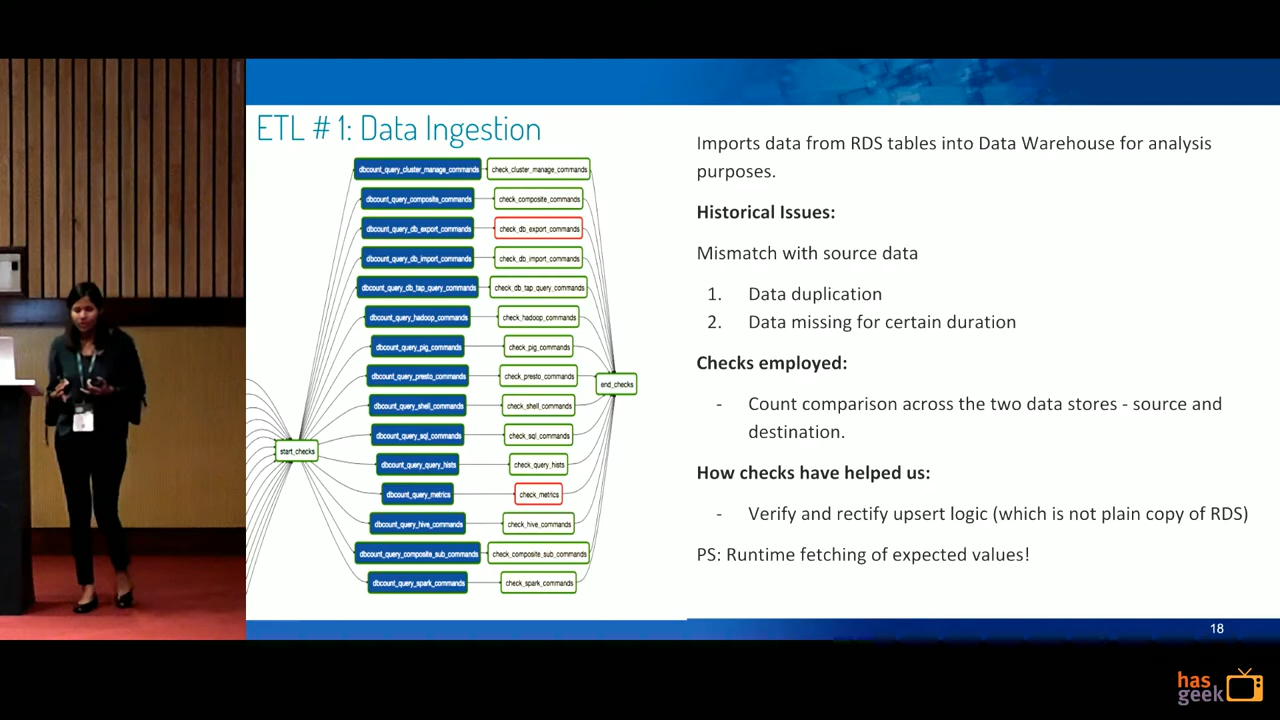 ETL # 1: Data Ingestion
dbcount_query_cluster_manage_commands
check_cluster_manage_commands
dbcount_query_composite_commands
check_composite_commands
dbcount_query_db_export_commands
check_db_export_commands
dbcount_query_db_import_commands
check_db_import_commands
dbcount_query_db_tap_query_commands
check_db_tap_query_commands
dbcount_query_hadoop_commands
check_hadoop_commands
dbcount_query_pig_commands
check_pig_commands
dbcount_query_presto_commands
check_presto_commands
end_checks
dbcount_query_shell_commands
check_shell_commands
dbcount_query_sql_commands
check_sql_commands
start_checks
dbcount_query_query_hists
check_query_hists
dbcount_query_metrics
check_metrics
dbcount_query_hive_commands
check_hive_commands
dbcount_query_composite_sub_commands
check_composite_sub_commands
dbcount_query_spark_commands
check_spark_commands
Imports data from RDS tables into Data Warehouse for analysis
purposes.
Historical Issues:
Mismatch with source data
1. Data duplication
2. Data missing for certain duration
Checks employed:
- Count comparison across the two data stores - source and
destination.
How checks have helped us:
- Verify and rectify upsert logic (which is not plain copy of RDS)
PS: Runtime fetching of expected values!
18
has
geek